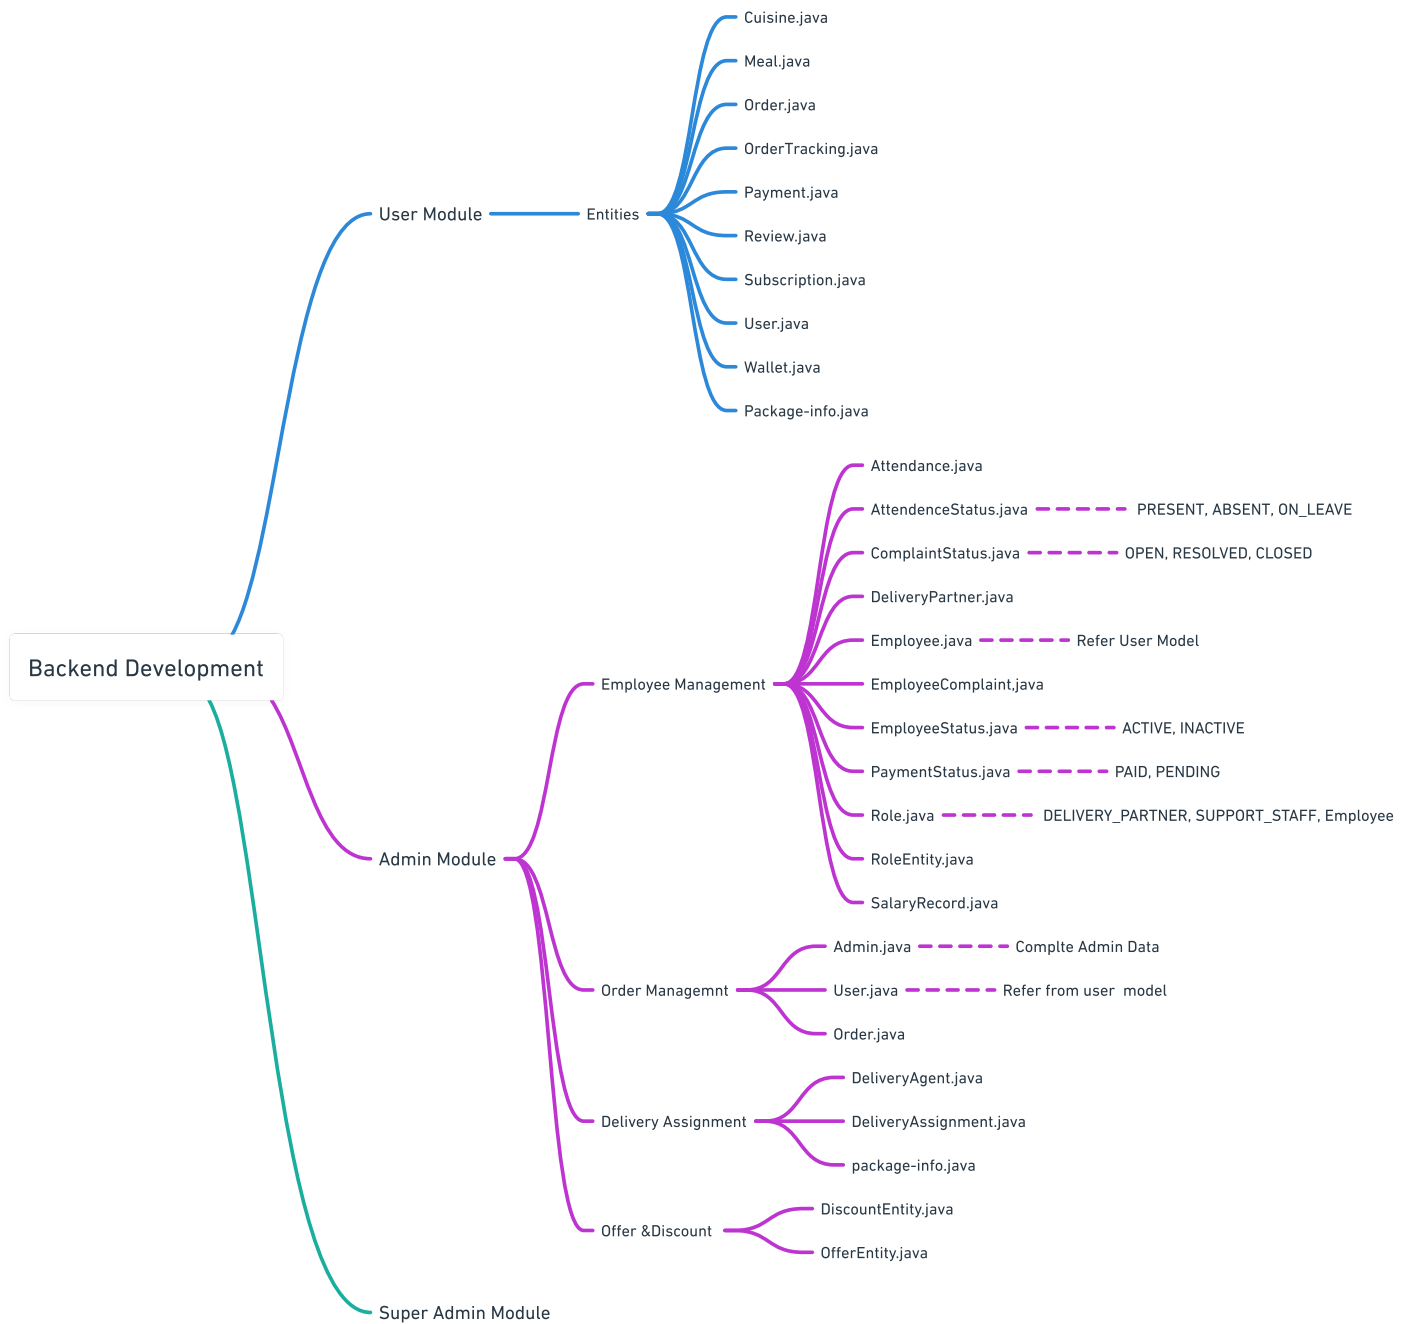 Backend Development
User Module
Entities
Cuisine.java
Meal.java
Order.java
OrderTracking.java
Payment.java
Review.java
Subscription.java
User.java
Wallet.java
Package-info.java
Admin Module
Employee Management
Attendance.java
AttendenceStatus.java
PRESENT, ABSENT, ON_LEAVE
ComplaintStatus.java
OPEN, RESOLVED, CLOSED
DeliveryPartner.java
Employee.java
Refer User Model
EmployeeComplaint,java
EmployeeStatus.java
ACTIVE, INACTIVE
PaymentStatus.java
PAID, PENDING
Role.java
DELIVERY_PARTNER, SUPPORT_STAFF, Employee
RoleEntity.java
SalaryRecord.java
Order Managemnt
Admin.java
Complte Admin Data
User.java
Refer from user  model
Order.java
Delivery Assignment
DeliveryAgent.java
DeliveryAssignment.java
package-info.java
Offer &Discount
DiscountEntity.java
OfferEntity.java
Super Admin Module